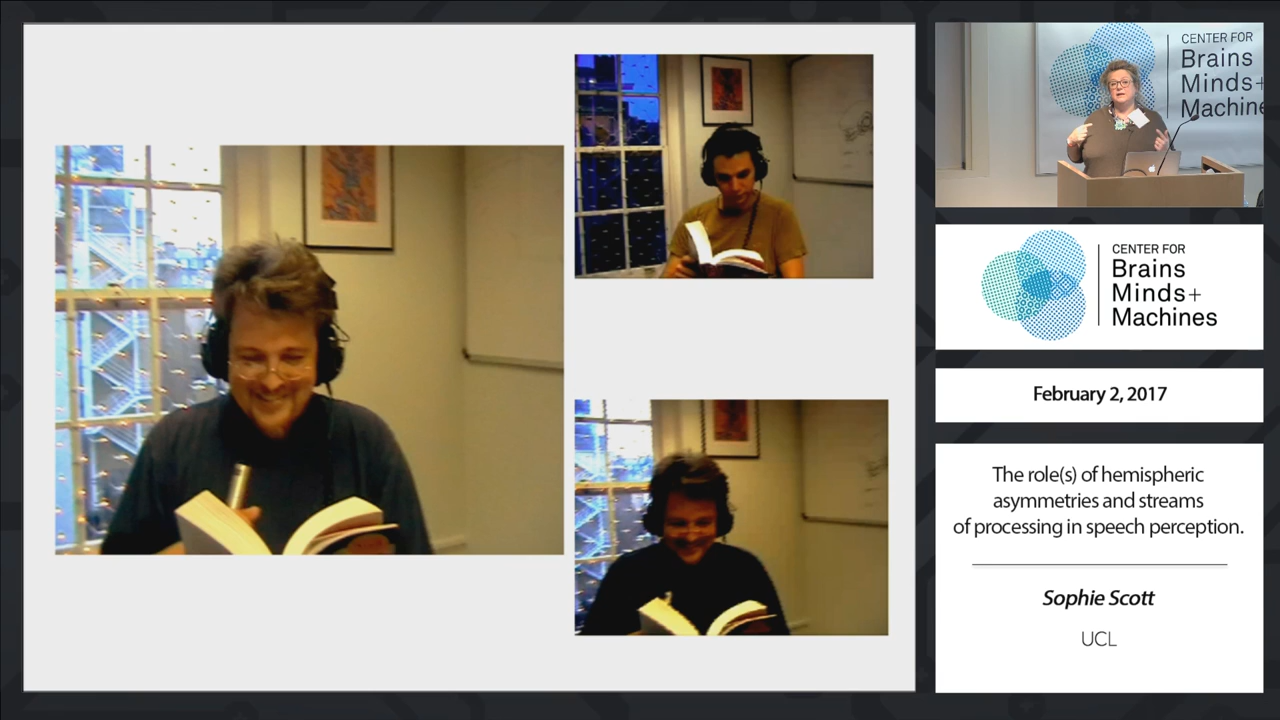 CENTER FOR
Brains
Minds+
Machine
CENTER FOR
Brains
Minds+
Machines
February 2, 2017
The role(s) of hemispheric
asymmetries and streams
of processing in speech perception.
Sophie Scott
UCL